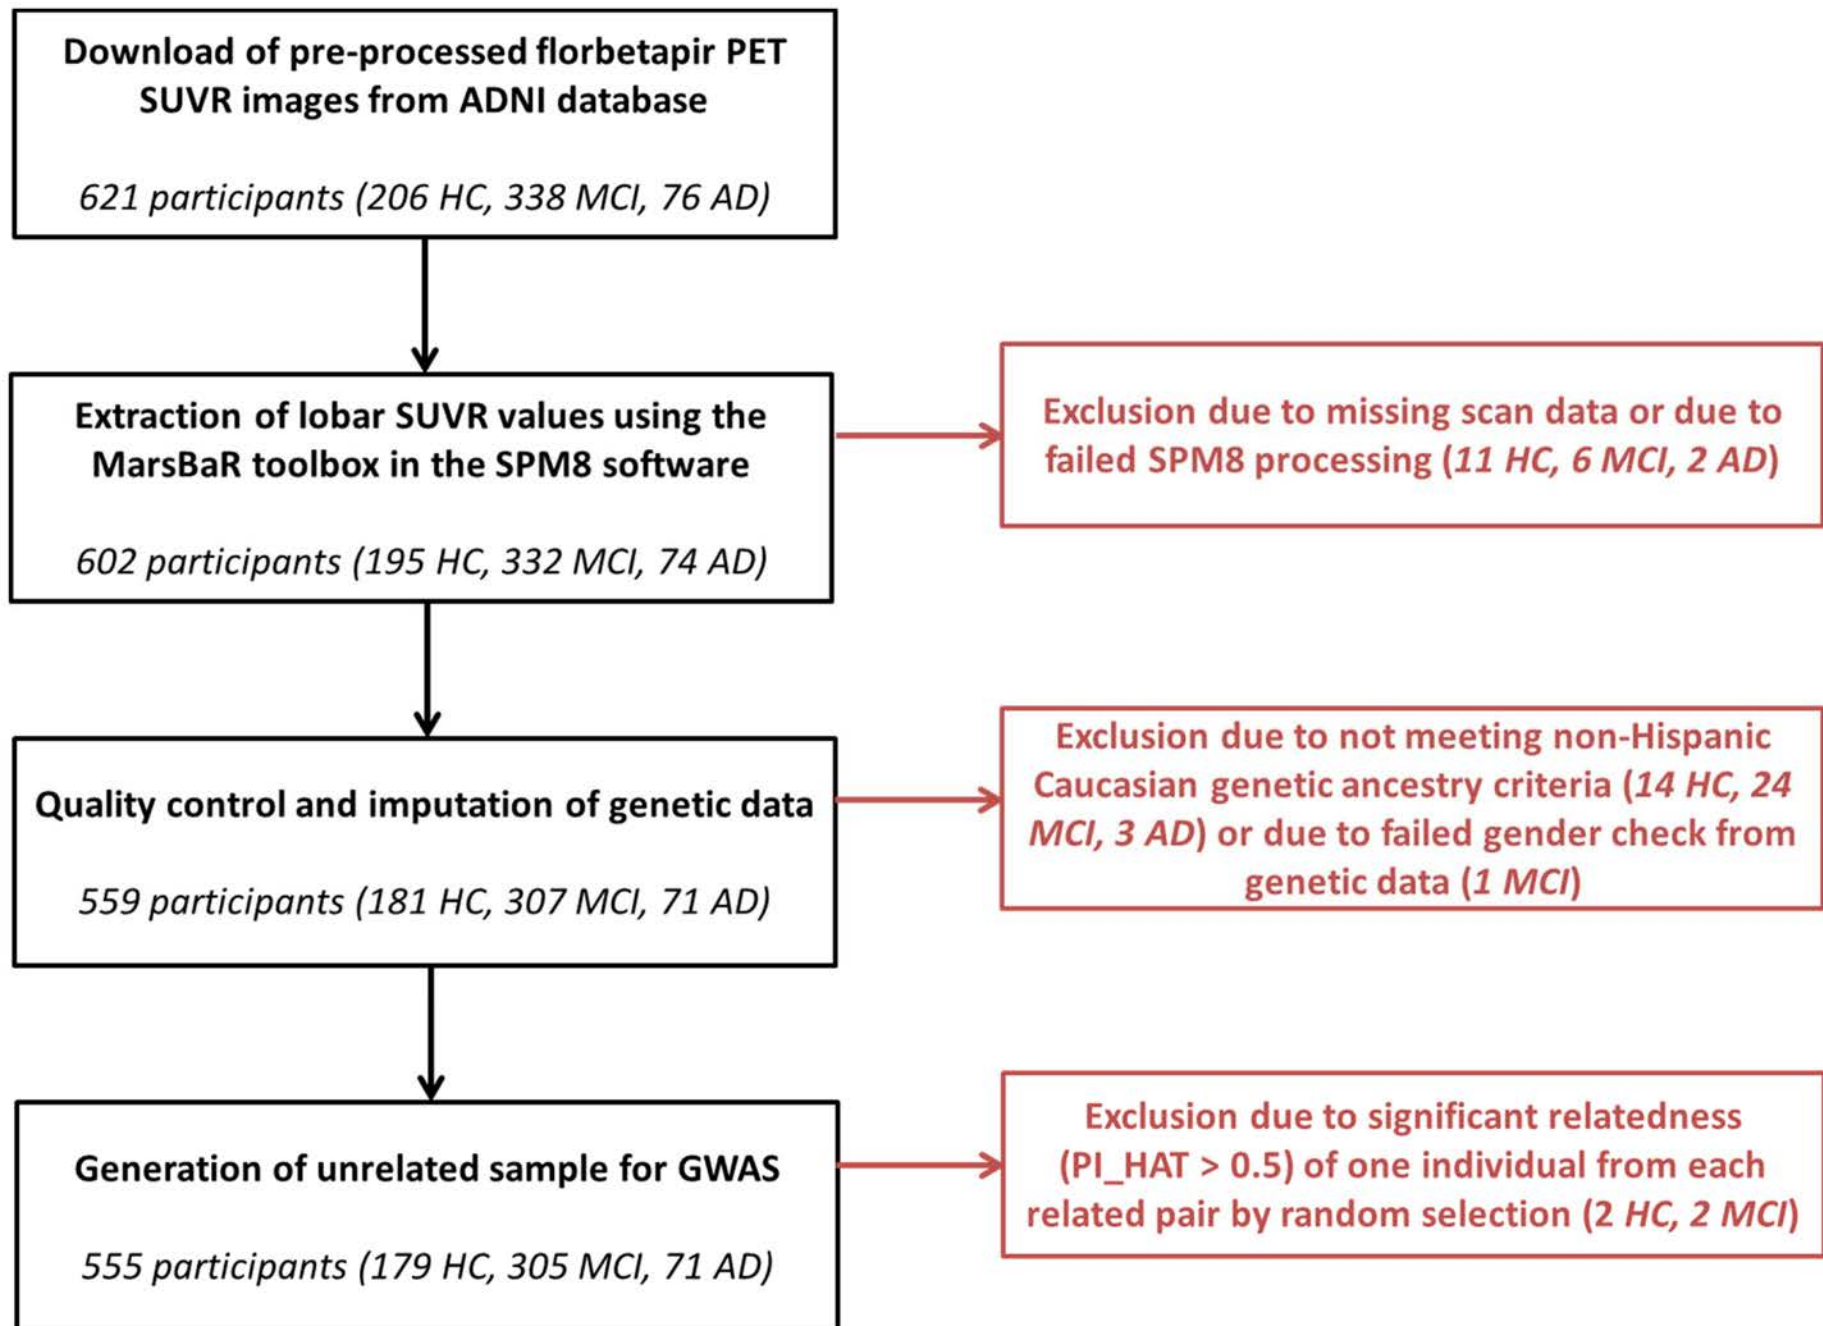 Download of pre-processed florbetapir PET
SUVR images from ADNI database
621 participants (206 HC, 338 MCI, 76 AD)
Extraction of lobar SUVR values using the
MarsBaR toolbox in the SPM8 software
602 participants (195 HC, 332 MCI, 74 AD)
Exclusion due to missing scan data or due to
failed SPM8 processing (11 HC, 6 MCI, 2 AD)
Quality control and imputation of genetic data
559 participants (181 HC, 307 MCI, 71 AD)
Exclusion due to not meeting non-Hispanic
Caucasian genetic ancestry criteria (14 HC, 24
MCI, 3 AD) or due to failed gender check from
genetic data (1 MCI)
Generation of unrelated sample for GWAS
555 participants (179 HC, 305 MCI, 71 AD)
Exclusion due to significant relatedness
(PI_HAT > 0.5) of one individual from each
related pair by random selection (2 HC, 2 MCI)